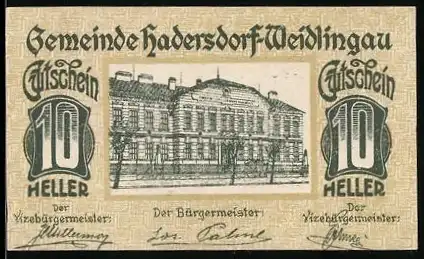 Gemeinde Hadersdorf-Weidlingau
Gutschein
10
HELLER
Gutschein
10
HELLER
Der
Vizebürgermeister:
Der Bürgermeister:
Der
Vizebürgermeister: